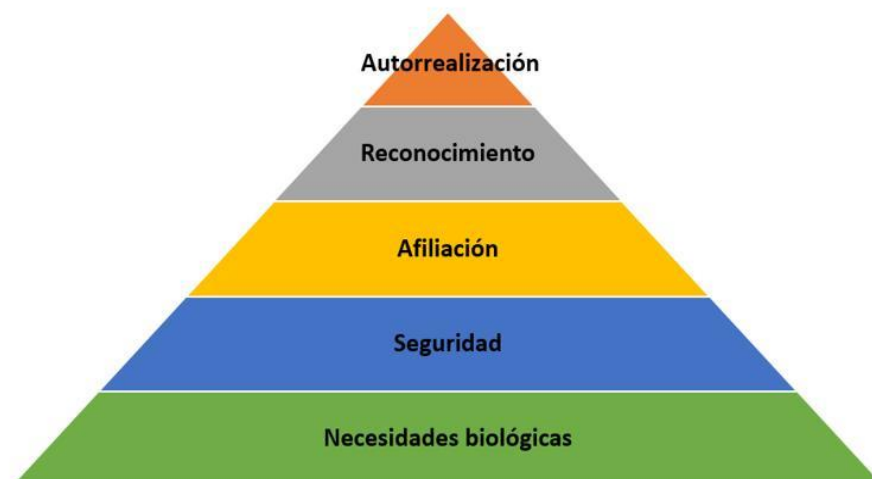 Autorrealización
Reconocimiento
Afiliación
Seguridad
Necesidades biológicas